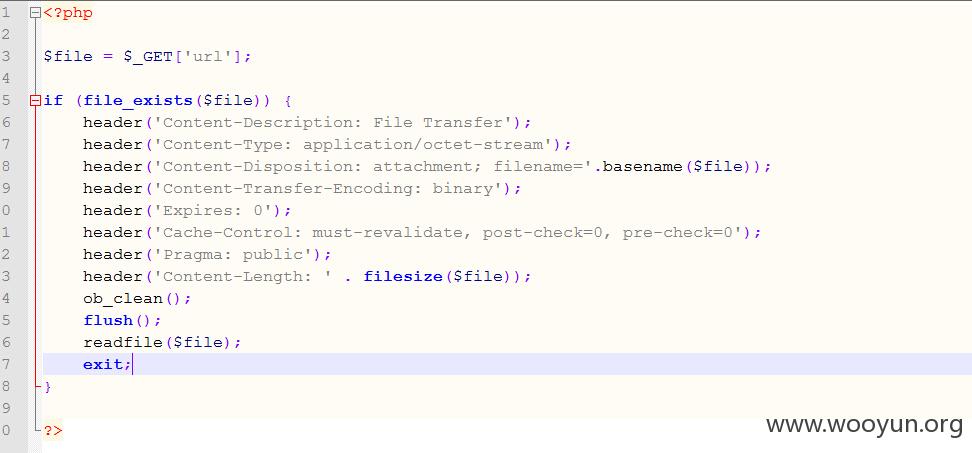 1 <?php
2
3 $file = $_GET['url'];
4
5 if (file_exists($file)) {
6 header('Content-Description: File Transfer');
7 header('Content-Type: application/octet-stream');
8 header('Content-Disposition: attachment; filename='.basename($file));
9 header('Content-Transfer-Encoding: binary');
0 header('Expires: 0');
1 header('Cache-Control: must-revalidate, post-check=0, pre-check=0');
2 header('Pragma: public');
3 header('Content-Length: ' . filesize($file));
4 ob_clean();
5 flush();
6 readfile($file);
7 exit;
8 }
9
0 ?>
www.wooyun.org